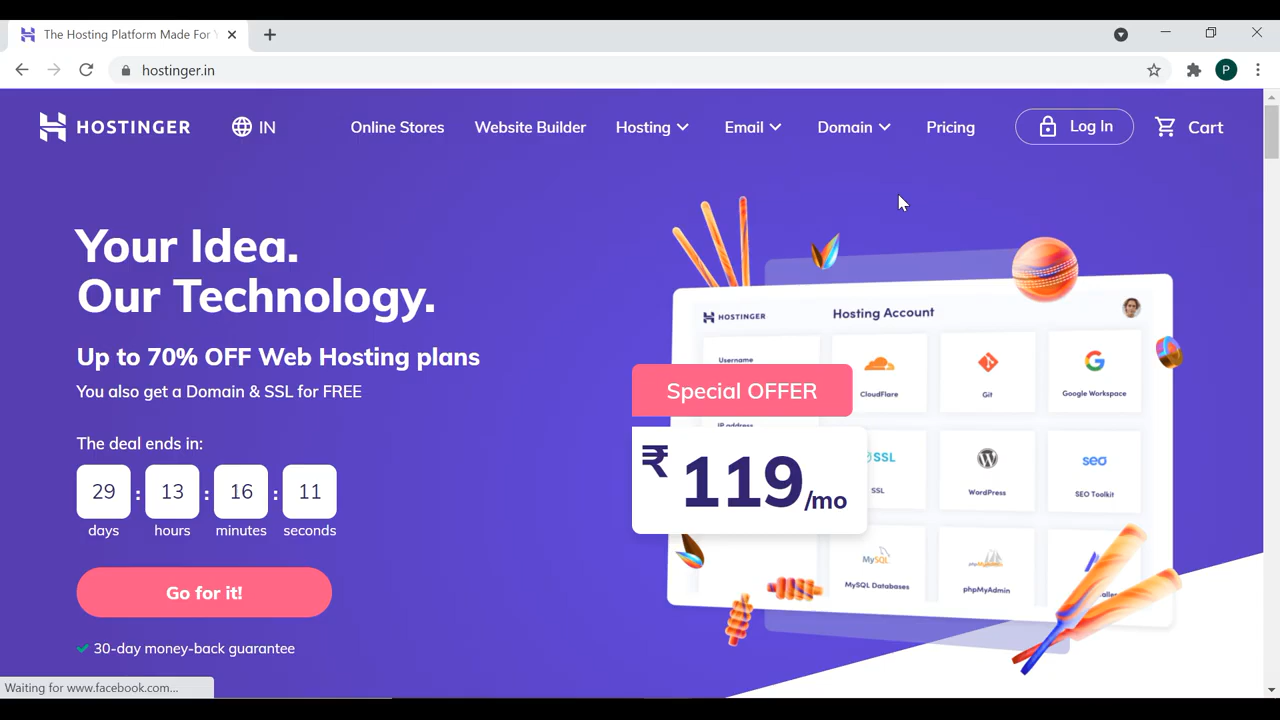 The Hosting Platform Made For Y
hostinger.in
P
HOSTINGER
IN
Online Stores
Website Builder
Hosting
Email
Domain
Pricing
Log In
Cart
Your Idea.
Our Technology.
Up to 70% OFF Web Hosting plans
You also get a Domain & SSL for FREE
The deal ends in:
29 : 13 : 16 : 11
days hours minutes seconds
Go for it!
30-day money-back guarantee
HOSTINGER
Hosting Account
Username
CloudFlare
Git
Google Workspace
Special OFFER
IP address
₹ 119/mo
SSL
SSL
WordPress
seo
SEO Toolkit
MySQL
MySQL Databases
phpMyAdmin
Waiting for www.facebook.com...